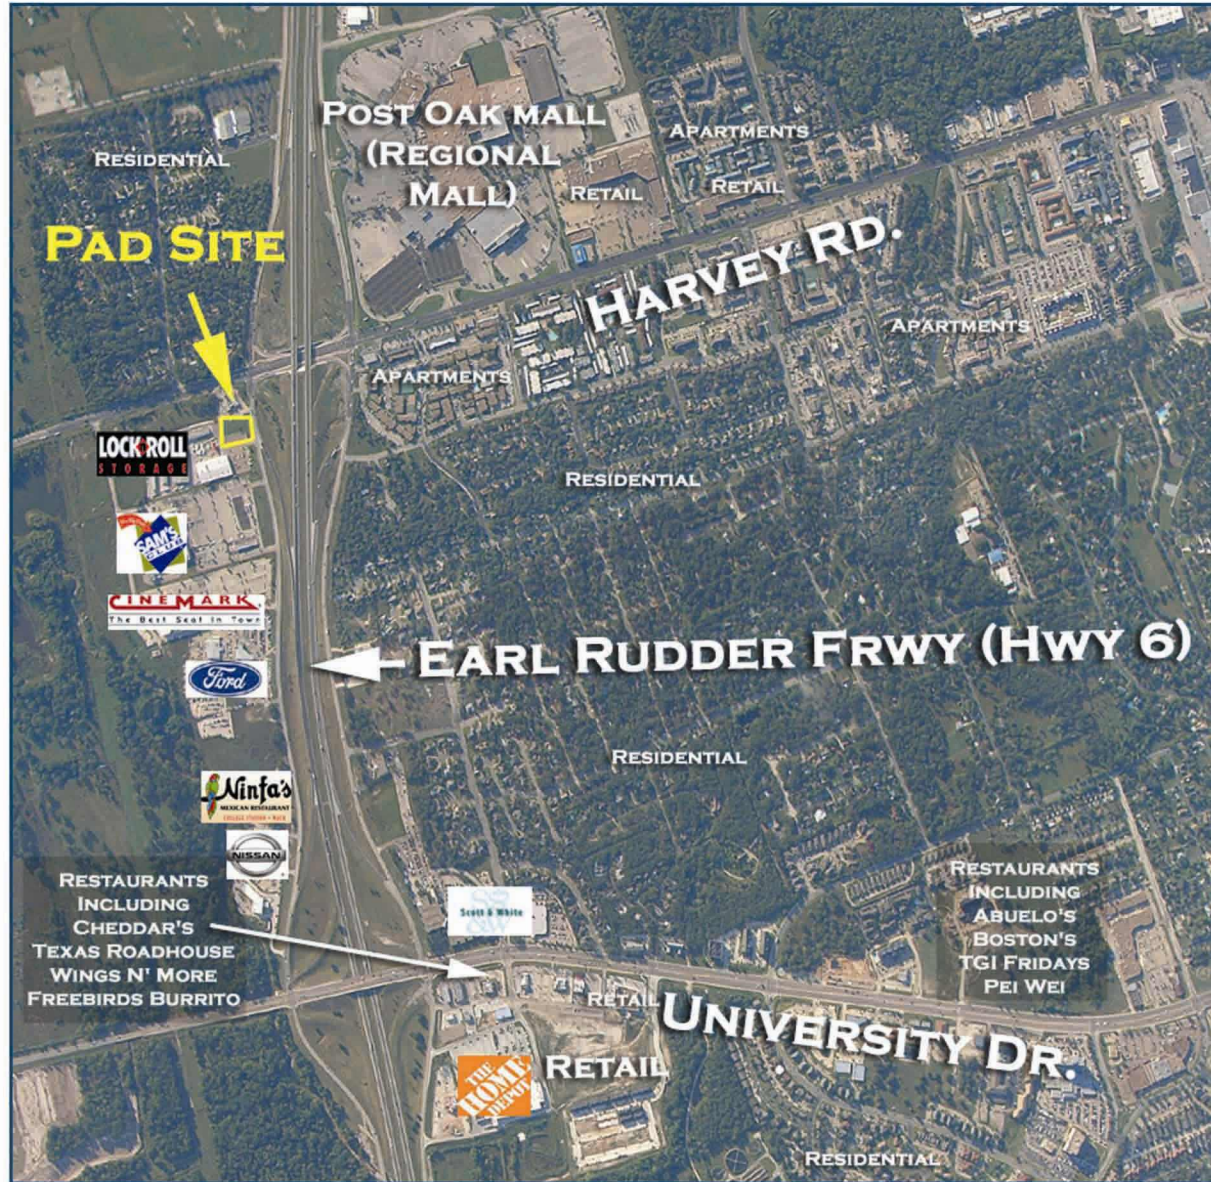 POST OAK MALL
(REGIONAL
MALL)
APARTMENTS
RESIDENTIAL
RETAIL
RETAIL
PAD SITE
HARVEY RD.
APARTMENTS
APARTMENTS
LOCK ROLL
STORAGE
RESIDENTIAL
SAM'S
CLUB
CINEMARK
The Best Seat In Town
EARL RUDDER FRWY (HWY 6)
Ford
RESIDENTIAL
Ninfa's
MEXICAN RESTAURANT
NISSAN
RESTAURANTS
INCLUDING
CHEDDAR'S
TEXAS ROADHOUSE
WINGS N' MORE
FREEBIRDS BURRITO
Scott & White
S&W
RESTAURANTS
INCLUDING
ABUELO'S
BOSTON'S
TGI FRIDAYS
PEI WEI
RETAIL
UNIVERSITY DR.
THE
HOME
DEPOT
RETAIL
RESIDENTIAL